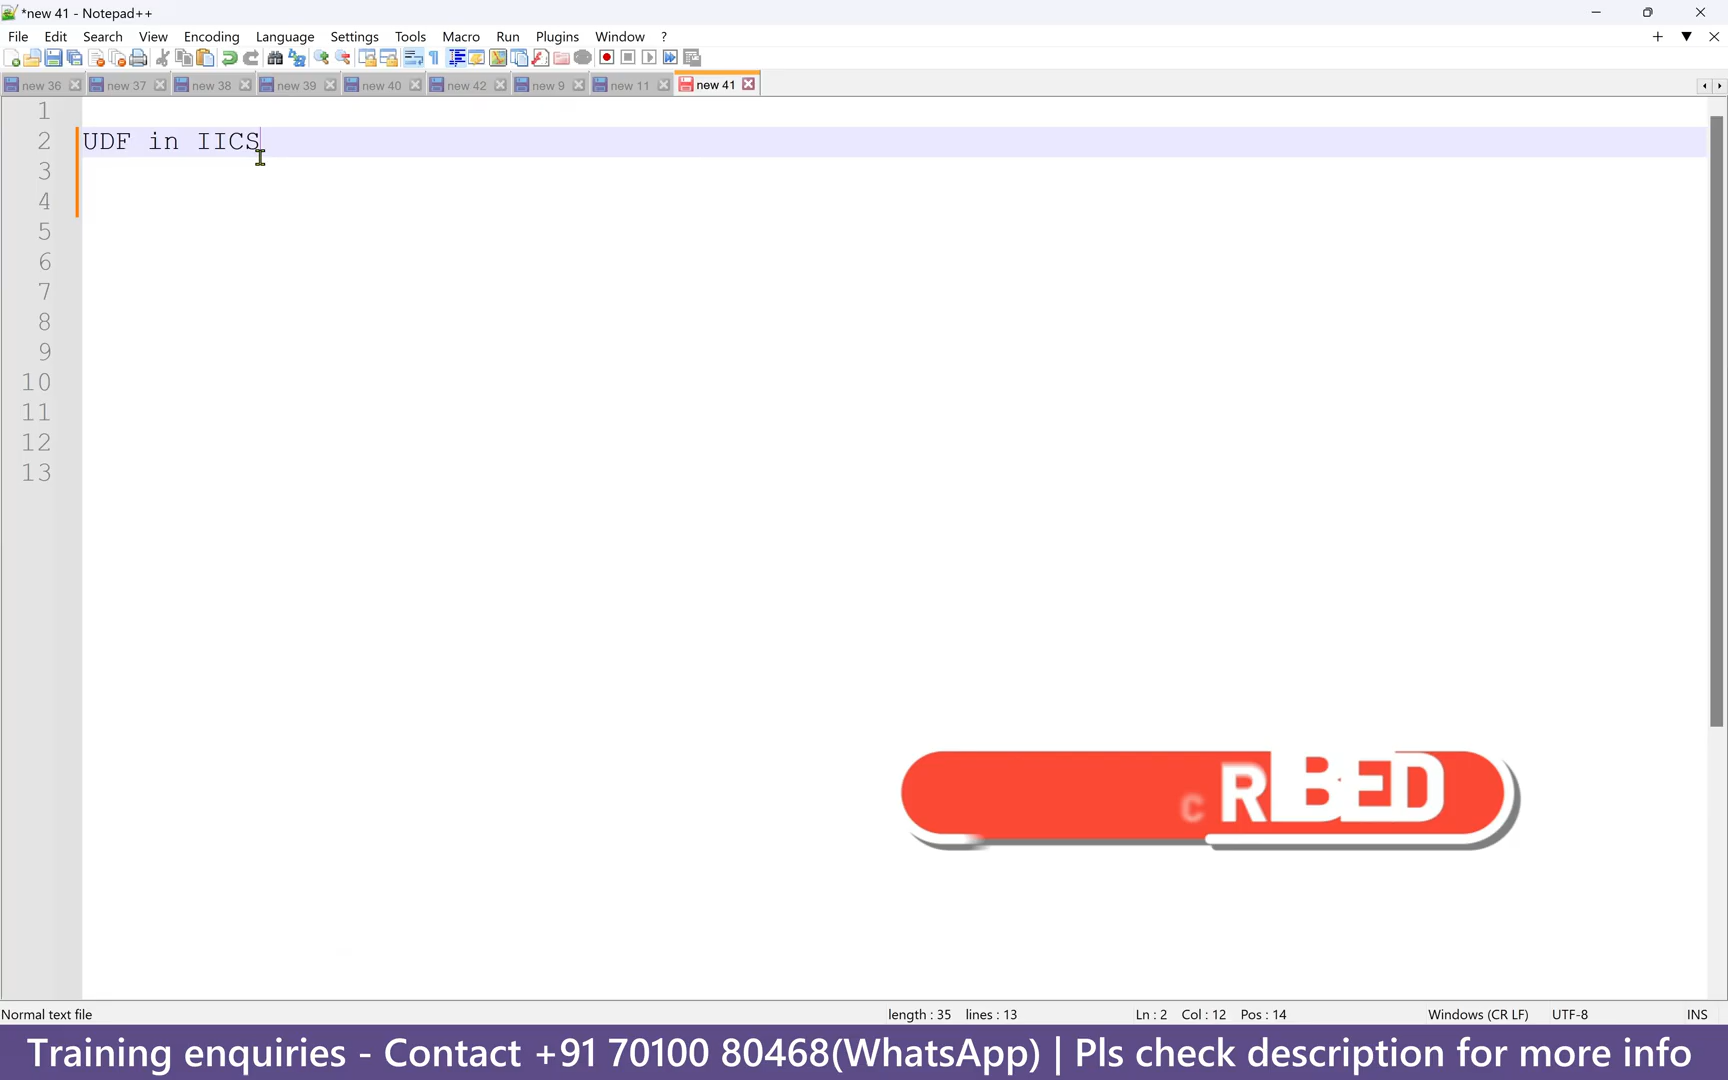 *new 41 - Notepad++
File Edit Search View Encoding Language Settings Tools Macro Run Plugins Window ?
new 36 new 37 new 38 new 39 new 40 new 42 new 9 new 11 new 41
1
2 UDF in IICS
3
4
5
6
7
8
9
10
11
12
13
C R B E D
Normal text file length : 35 lines : 13 Ln : 2 Col : 12 Pos : 14 Windows (CR LF) UTF-8 INS
Training enquiries - Contact +91 70100 80468(WhatsApp) | Pls check description for more info